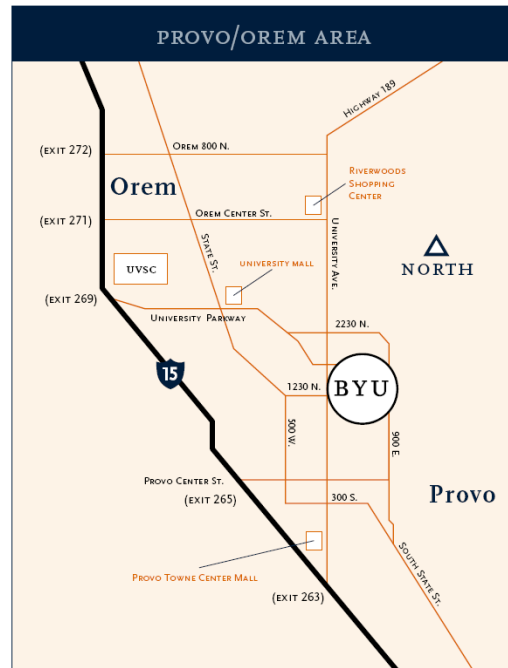 PROVO/OREM AREA
HIGHWAY 189
(EXIT 272)
OREM 800 N.
Orem
RIVERWOODS
SHOPPING
CENTER
(EXIT 271)
OREM CENTER ST.
STATE ST.
UNIVERSITY AVE.
NORTH
UVSC
UNIVERSITY MALL
(EXIT 269)
UNIVERSITY PARKWAY
2230 N.
15
1230 N.
BYU
500 W.
900 E.
PROVO CENTER ST.
(EXIT 265)
300 S.
Provo
SOUTH STATE ST.
PROVO TOWNE CENTER MALL
(EXIT 263)